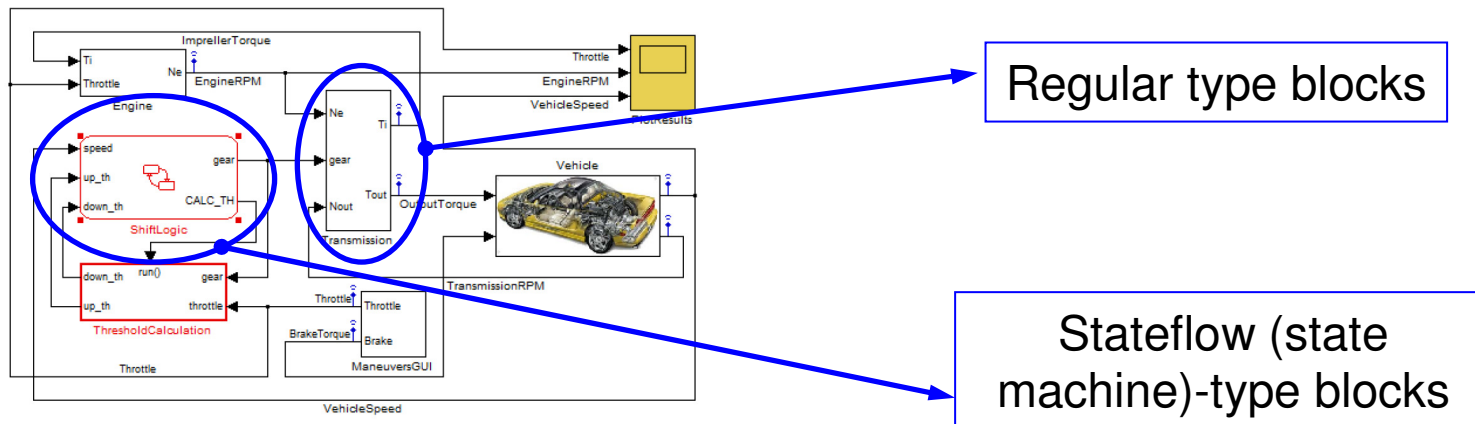 ImprellerTorque
Ti
Throttle
Ne
EngineRPM
Engine
Throttle
EngineRPM
VehicleSpeed
PlotResults
Ne
gear
Nout
Ti
Tout
Transmission
OutputTorque
speed
up_th
down_th
gear
CALC_TH
ShiftLogic
Vehicle
run()
down_th
up_th
gear
throttle
ThresholdCalculation
TransmissionRPM
Throttle
BrakeTorque
Throttle
Brake
ManeuversGUI
Throttle
VehicleSpeed
Regular type blocks
Stateflow (state
machine)-type blocks